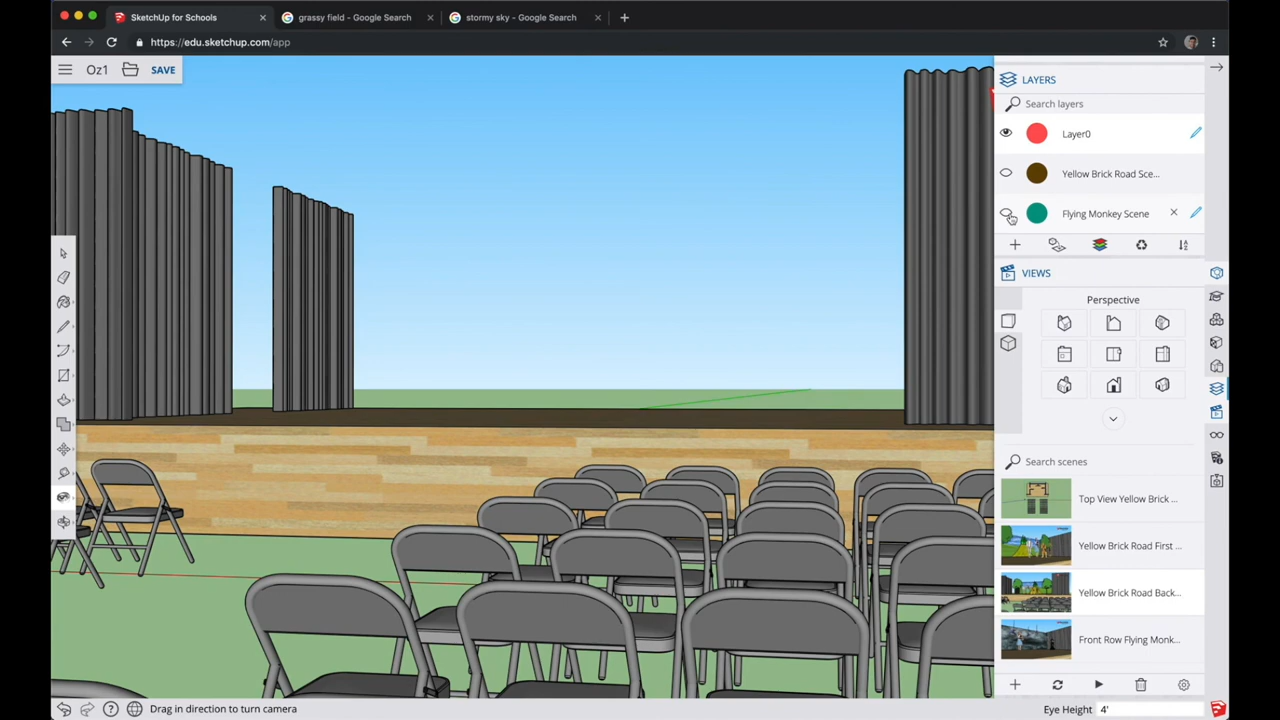 SketchUp for Schools
grassy field - Google Search
stormy sky - Google Search
https://edu.sketchup.com/app
Oz1
SAVE
LAYERS
Search layers
Layer0
Yellow Brick Road Sce...
Flying Monkey Scene
VIEWS
Perspective
Search scenes
Top View Yellow Brick ...
Yellow Brick Road First ...
Yellow Brick Road Back...
Front Row Flying Monk...
Drag in direction to turn camera
Eye Height 4'